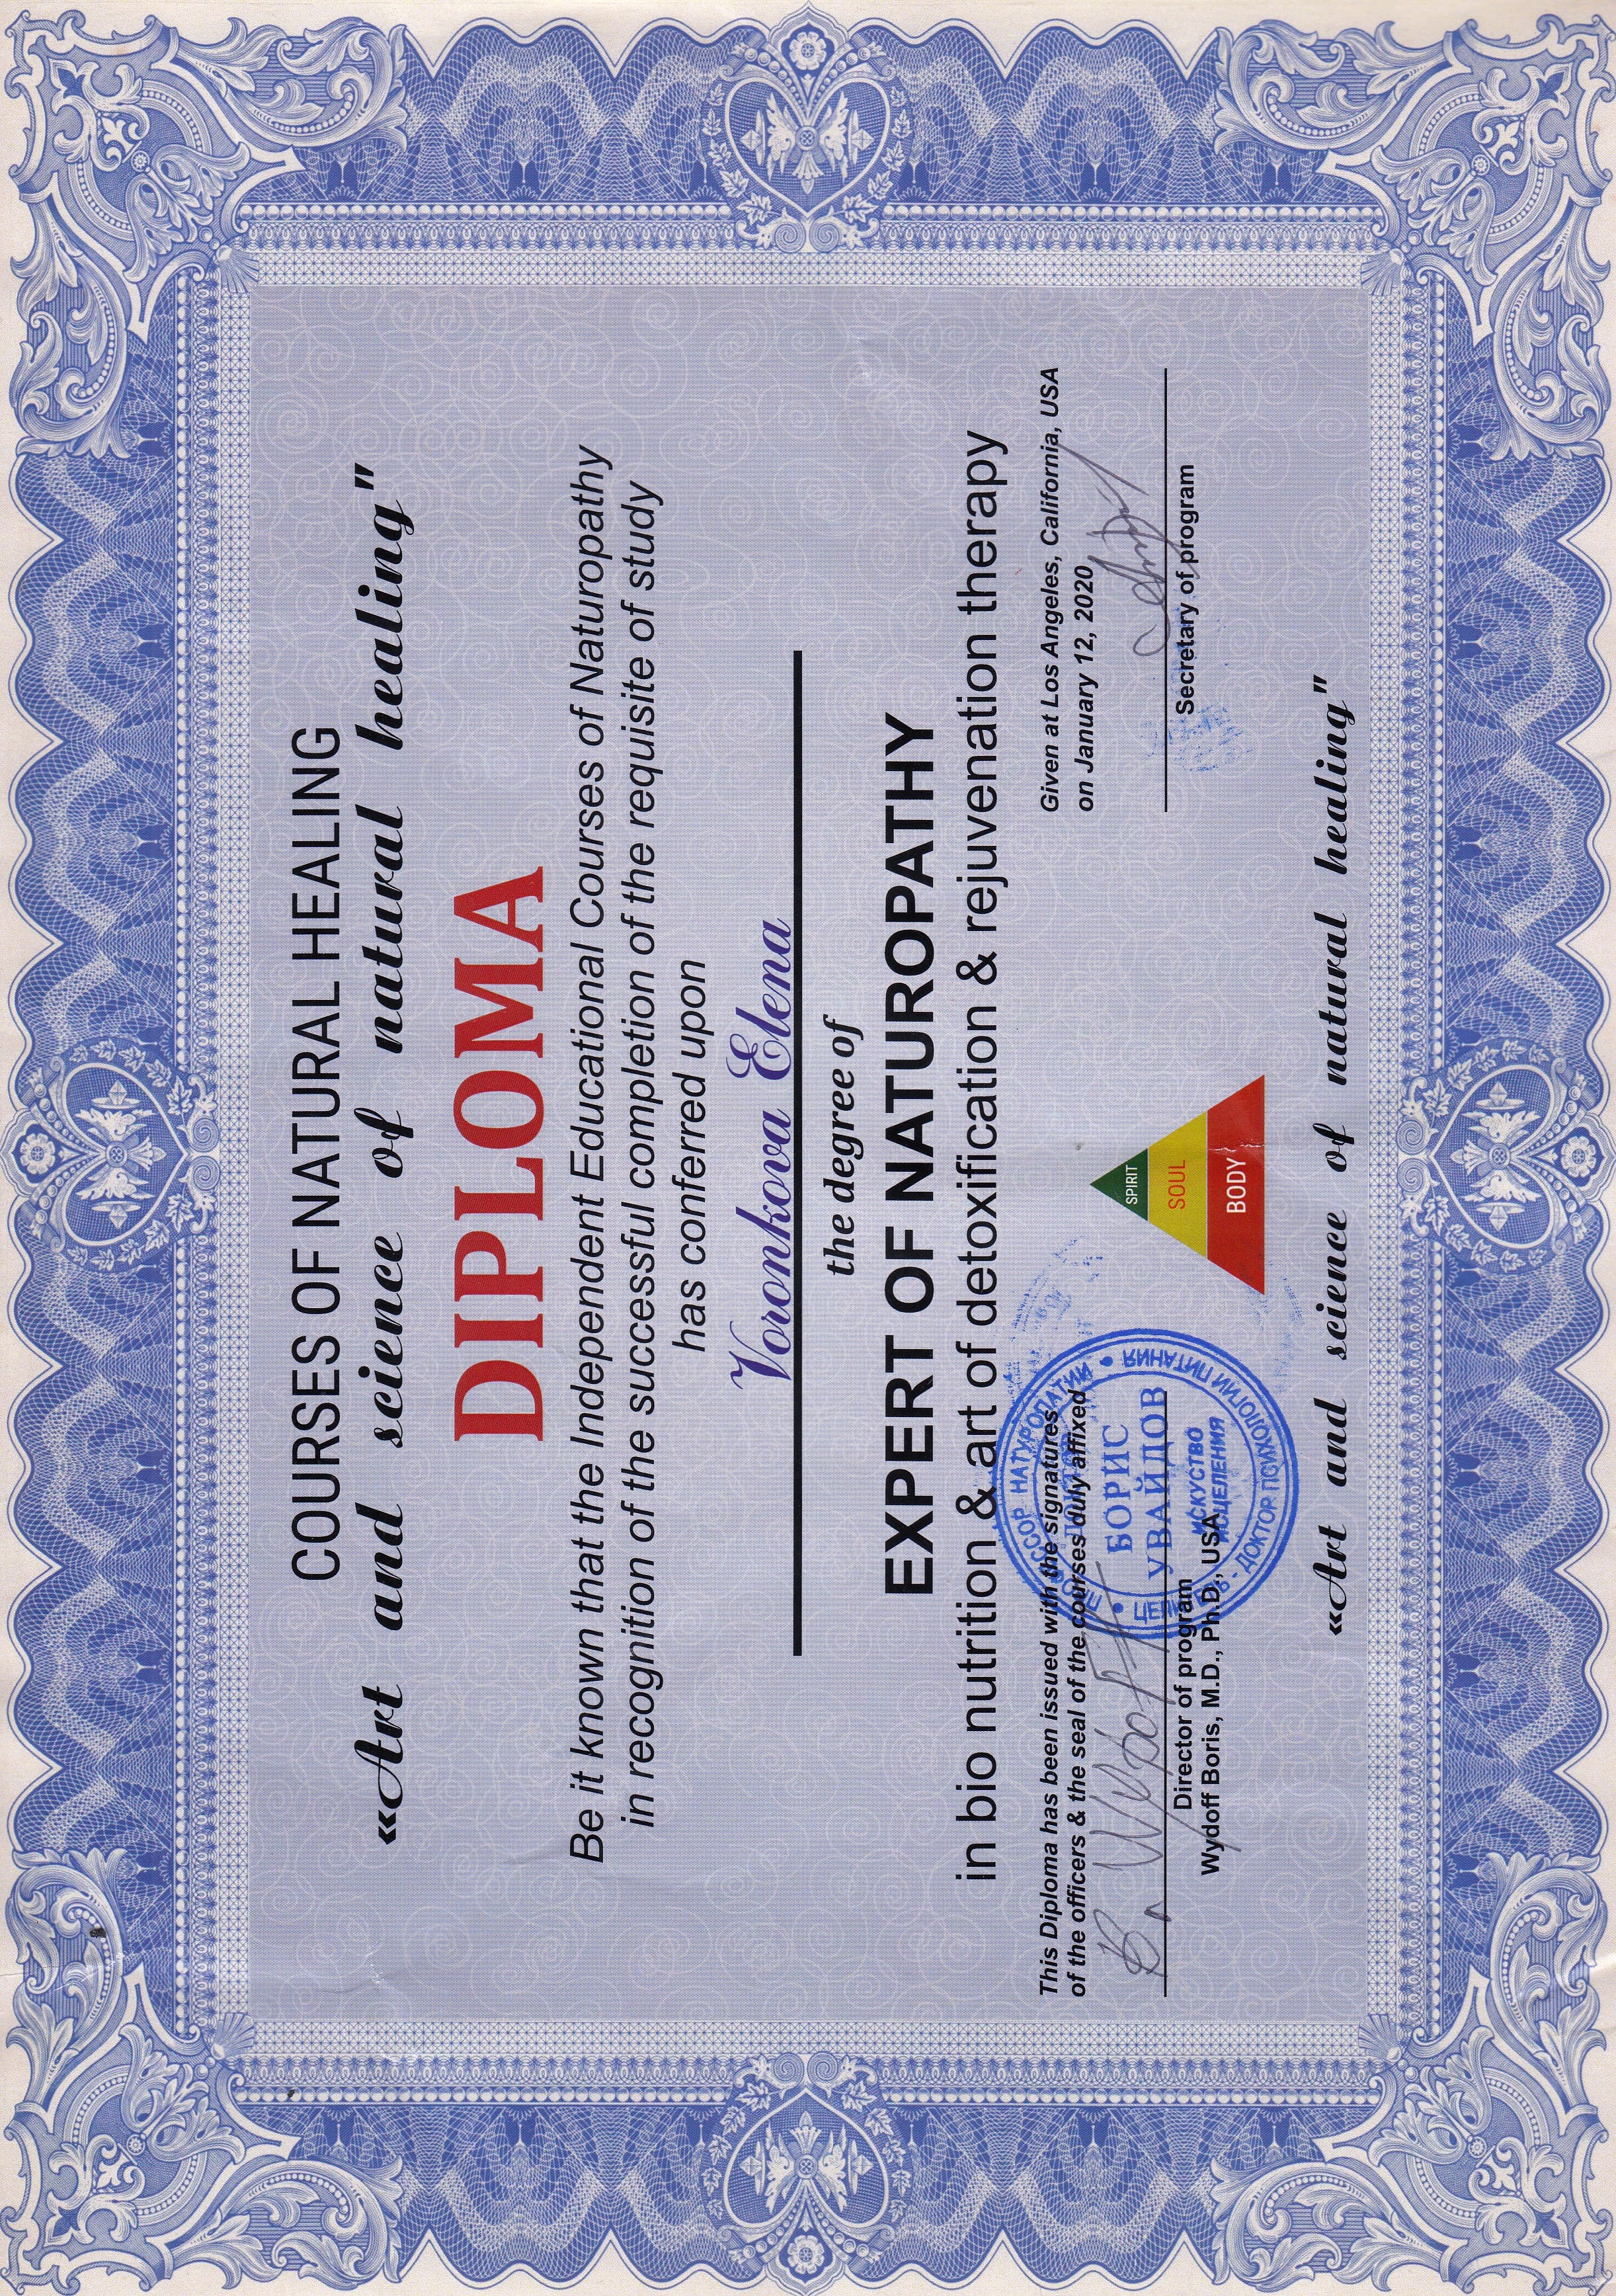 COURSES OF NATURAL HEALING
«Art and science of natural healing"
DIPLOMA
Be it known that the Independent Educational Courses of Naturopathy
in recognition of the successful completion of the requisite of study
has conferred upon
Voronkova Elena
the degree of
EXPERT OF NATUROPATHY
in bio nutrition & art of detoxification & rejuvenation therapy
This Diploma has been issued with the signatures
of the officers & the seal of the courses duly affixed
B. Wydoff
Director of program
Wydoff Boris, M.D., Ph.D., USA
ПРОФЕССОР НАТУРОПАТИИ
ЦЕЛИТЕЛЬ - ДОКТОР ПСИХОЛОГИИ ПИТАНИЯ
ДОКТОР
БОРИС
УВАЙДОВ
ИСКУСТВО
ИСЦЕЛЕНИЯ
SPIRIT
SOUL
BODY
Given at Los Angeles, California, USA
on January 12, 2020
Secretary of program
«Art and science of natural healing"